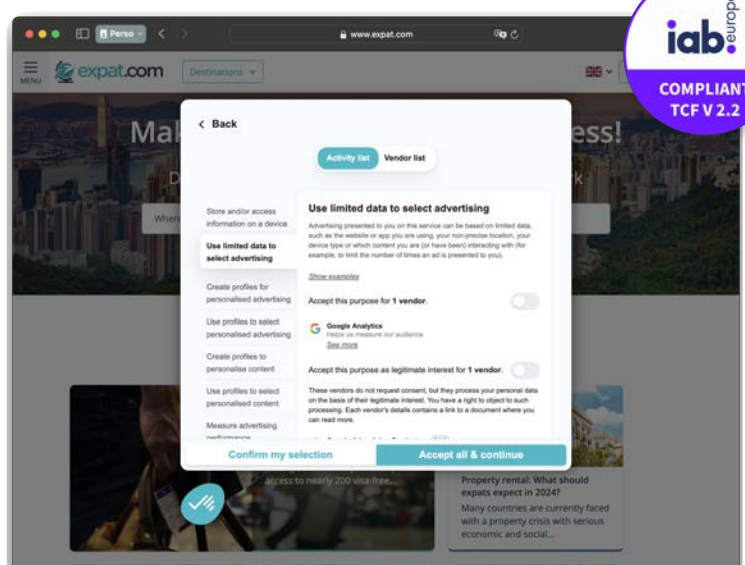 Perso
www.expat.com
iab europe
COMPLIANT
TCF V 2.2
MENU
expat.com
Destinations
Mak
ess!
D
rk
Where
Back
Activity list
Vendor list
Store and/or access
information on a device
Use limited data to
select advertising
Create profiles for
personalised advertising
Use profiles to select
personalised advertising
Create profiles to
personalise content
Use profiles to select
personalised content
Measure advertising
performance
Use limited data to select advertising
Advertising presented to you on this service can be based on limited data,
such as the website or app you are using, your non-precise location, your
device type or which content you are (or have been) interacting with (for
example, to limit the number of times an ad is presented to you).
Show examples
Accept this purpose for 1 vendor.
Google Analytics
Helps us measure our audience
See more
Accept this purpose as legitimate interest for 1 vendor.
These vendors do not request consent, but they process your personal data
on the basis of their legitimate interest. You have a right to object to such
processing. Each vendor's details contains a link to a document where you
can read more.
Confirm my selection
Accept all & continue
access to nearly 200 visa-free...
Property rental: What should
expats expect in 2024?
Many countries are currently faced
with a property crisis with serious
economic and social...